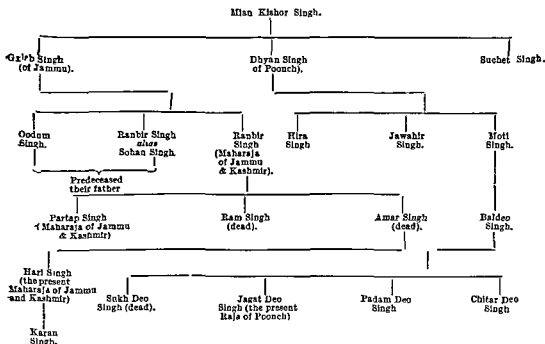 Mian Kishor Singh.
Gulab Singh
(of Jammu)
Dhyan Singh
of Poonch).
Suchet Singh.
Oodum
Singh.
Ranbir Singh
alias
Sohan Singh.
Ranbir
Singh
(Maharaja
of Jammu
& Kashmir).
Hira
Singh
Jawahir
Singh.
Moti
Singh.
Predeceased
their father
Partap Singh
(Maharaja of Jammu
& Kashmir)
Ram Singh
(dead).
Amar Singh
(dead).
Baldeo
Singh.
Hari Singh
(the present
Maharaja of Jammu
and Kashmir)
Sukh Deo
Singh (dead).
Jagat Deo
Singh (the present
Raja of Poonch)
Padam Deo
Singh
Chitar Deo
Singh
Karan
Singh.